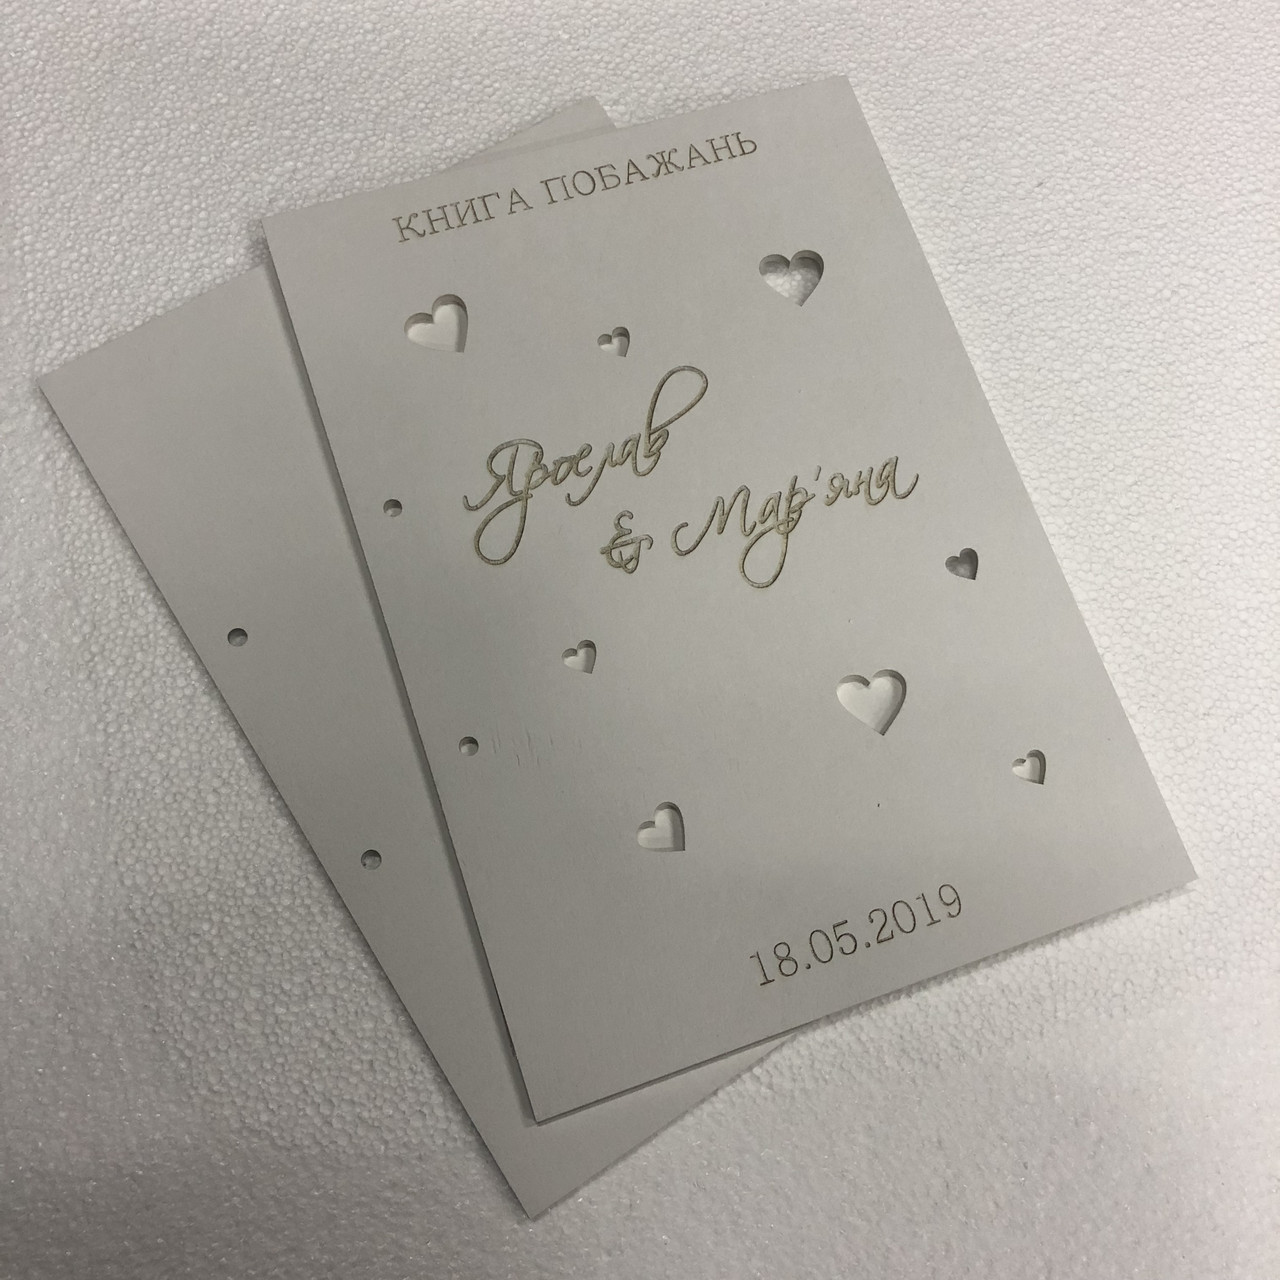 КНИГА ПОБАЖАНЬ
Ярослав
& Мар'яна
18.05.2019